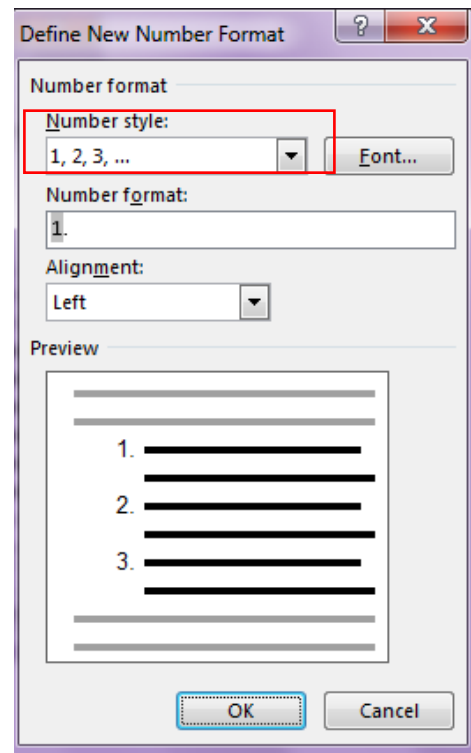 Define New Number Format
Number format
Number style:
1, 2, 3, ...
Font...
Number format:
1.
Alignment:
Left
Preview
1.
2.
3.
OK Cancel